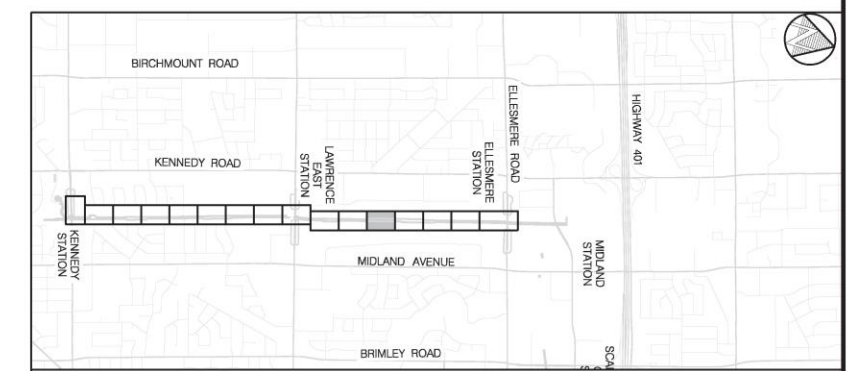 BIRCHMOUNT ROAD
ELLESMERE ROAD
HIGHWAY 401
KENNEDY ROAD
LAWRENCE
EAST
STATION
ELLESMERE
STATION
KENNEDY
STATION
MIDLAND AVENUE
MIDLAND
STATION
BRIMLEY ROAD